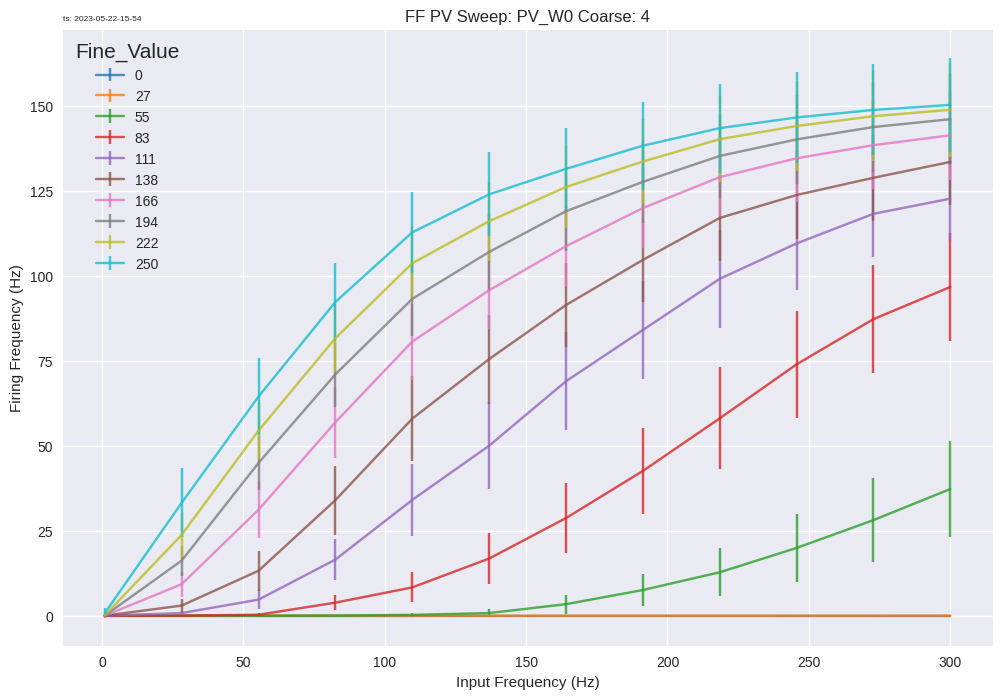 ts: 2023-05-22-15-54
FF PV Sweep: PV_W0 Coarse: 4
Fine_Value
0
27
55
83
111
138
166
194
222
250
Firing Frequency (Hz)
150
125
100
75
50
25
0
0 50 100 150 200 250 300
Input Frequency (Hz)